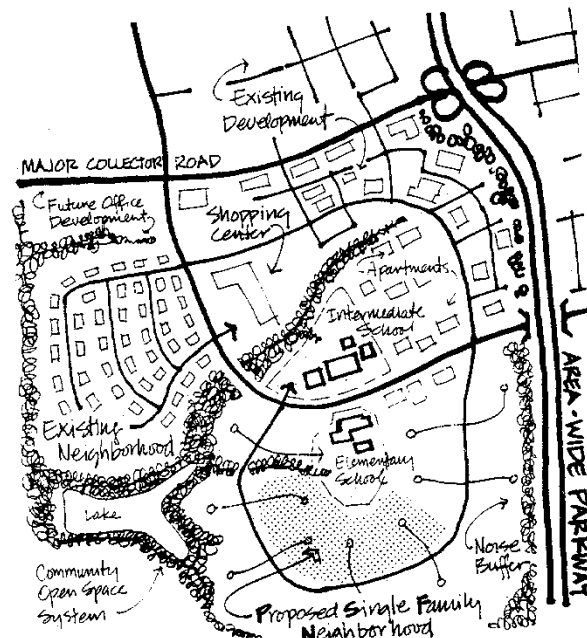 Existing
Development
MAJOR COLLECTOR ROAD
Future Office
Development
Shopping
Center
Apartments
Intermediate
School
Existing
Neighborhood
Elementary
School
Lake
AREA-WIDE PARKWAY
Noise
Buffer
Community
Open Space
System
Proposed Single Family
Neighborhood